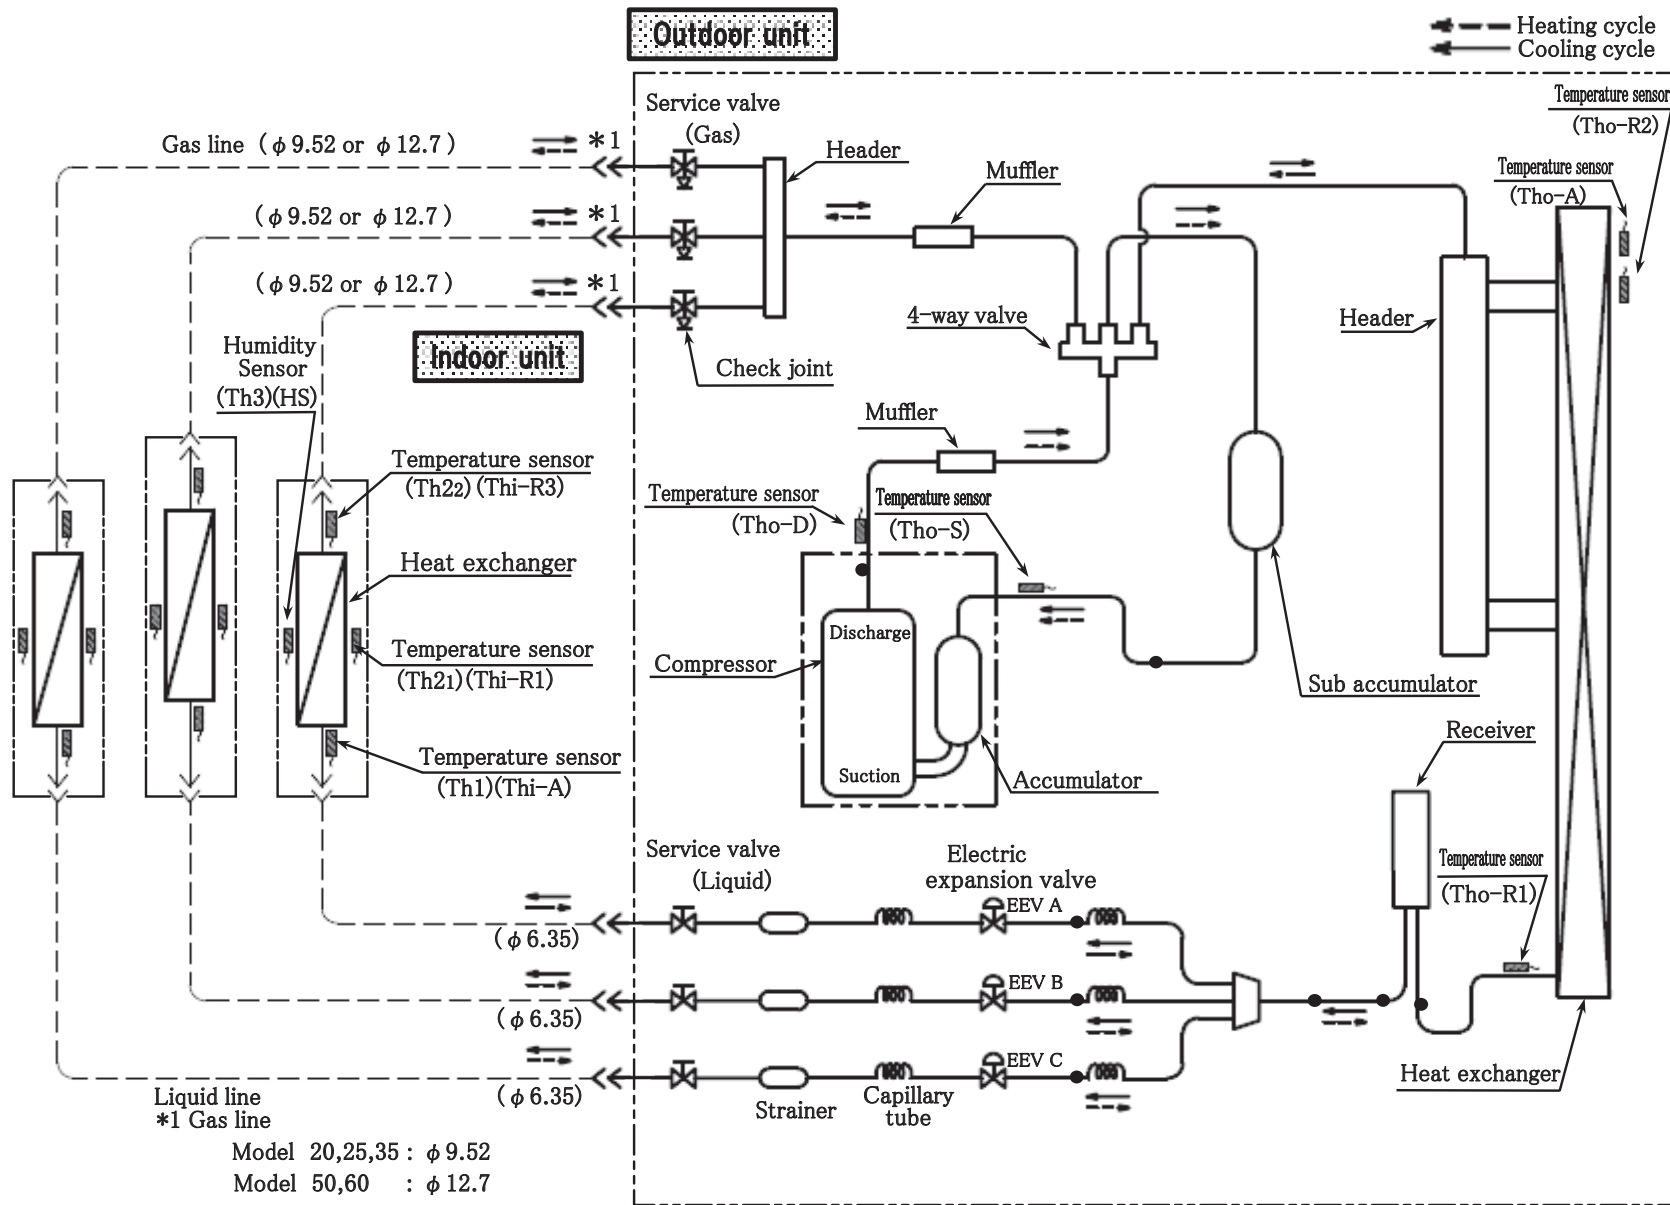 Outdoor unit
Heating cycle
Cooling cycle
Temperature sensor
(Tho-R2)
Temperature sensor
(Tho-A)
Service valve
(Gas)
Gas line (φ9.52 or φ12.7)
*1
Header
Muffler
(φ9.52 or φ12.7)
*1
(φ9.52 or φ12.7)
*1
4-way valve
Header
Indoor unit
Humidity
Sensor
(Th3)(HS)
Check joint
Muffler
Temperature sensor
(Th22)(Thi-R3)
Temperature sensor
(Tho-D)
Temperature sensor
(Tho-S)
Heat exchanger
Discharge
Compressor
Temperature sensor
(Th21)(Thi-R1)
Sub accumulator
Receiver
Temperature sensor
(Th1)(Thi-A)
Suction
Accumulator
Service valve
(Liquid)
Electric
expansion valve
Temperature sensor
(Tho-R1)
EEV A
(φ6.35)
EEV B
(φ6.35)
EEV C
(φ6.35)
Heat exchanger
Strainer
Capillary
tube
Liquid line
*1 Gas line
Model 20,25,35 : φ9.52
Model 50,60 : φ12.7